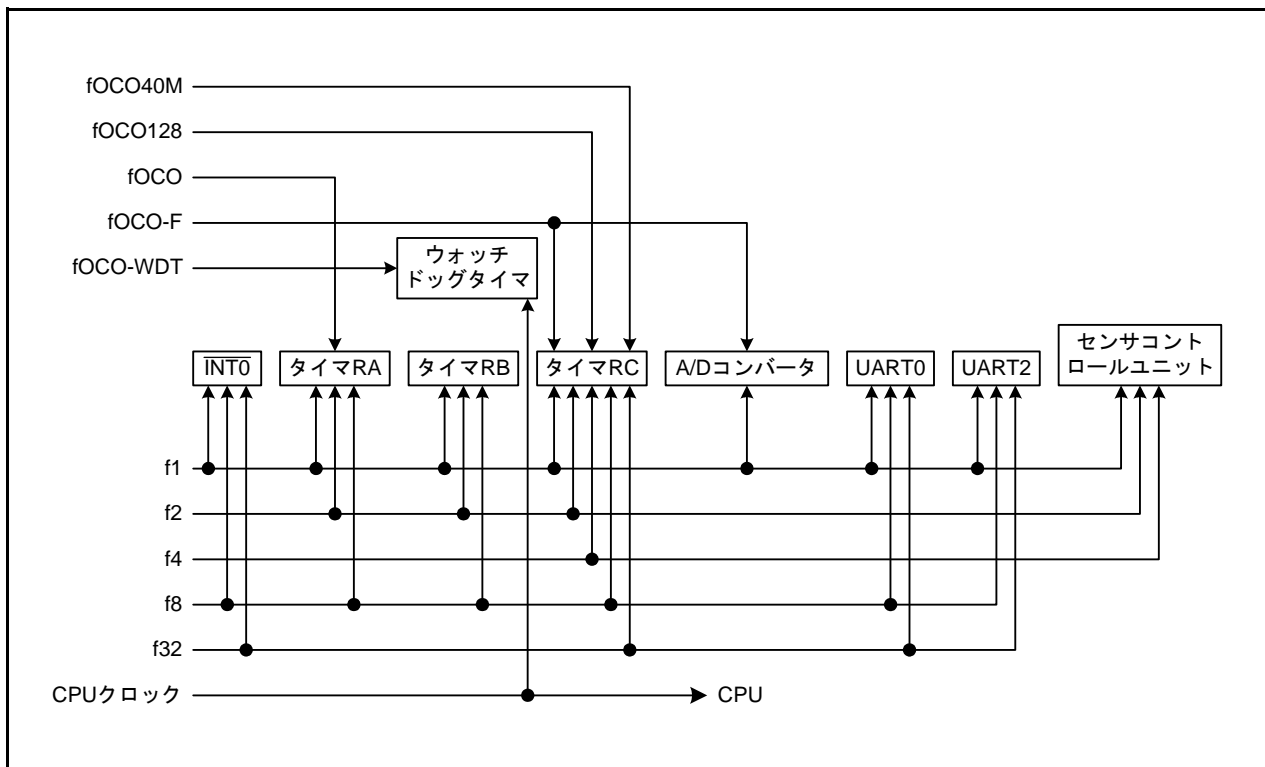 fOCO40M
fOCO128
fOCO
fOCO-F
fOCO-WDT
ウォッチ
ドッグタイマ
INT0
タイマRA
タイマRB
タイマRC
A/Dコンバータ
UART0
UART2
センサコント
ロールユニット
f1
f2
f4
f8
f32
CPUクロック
CPU